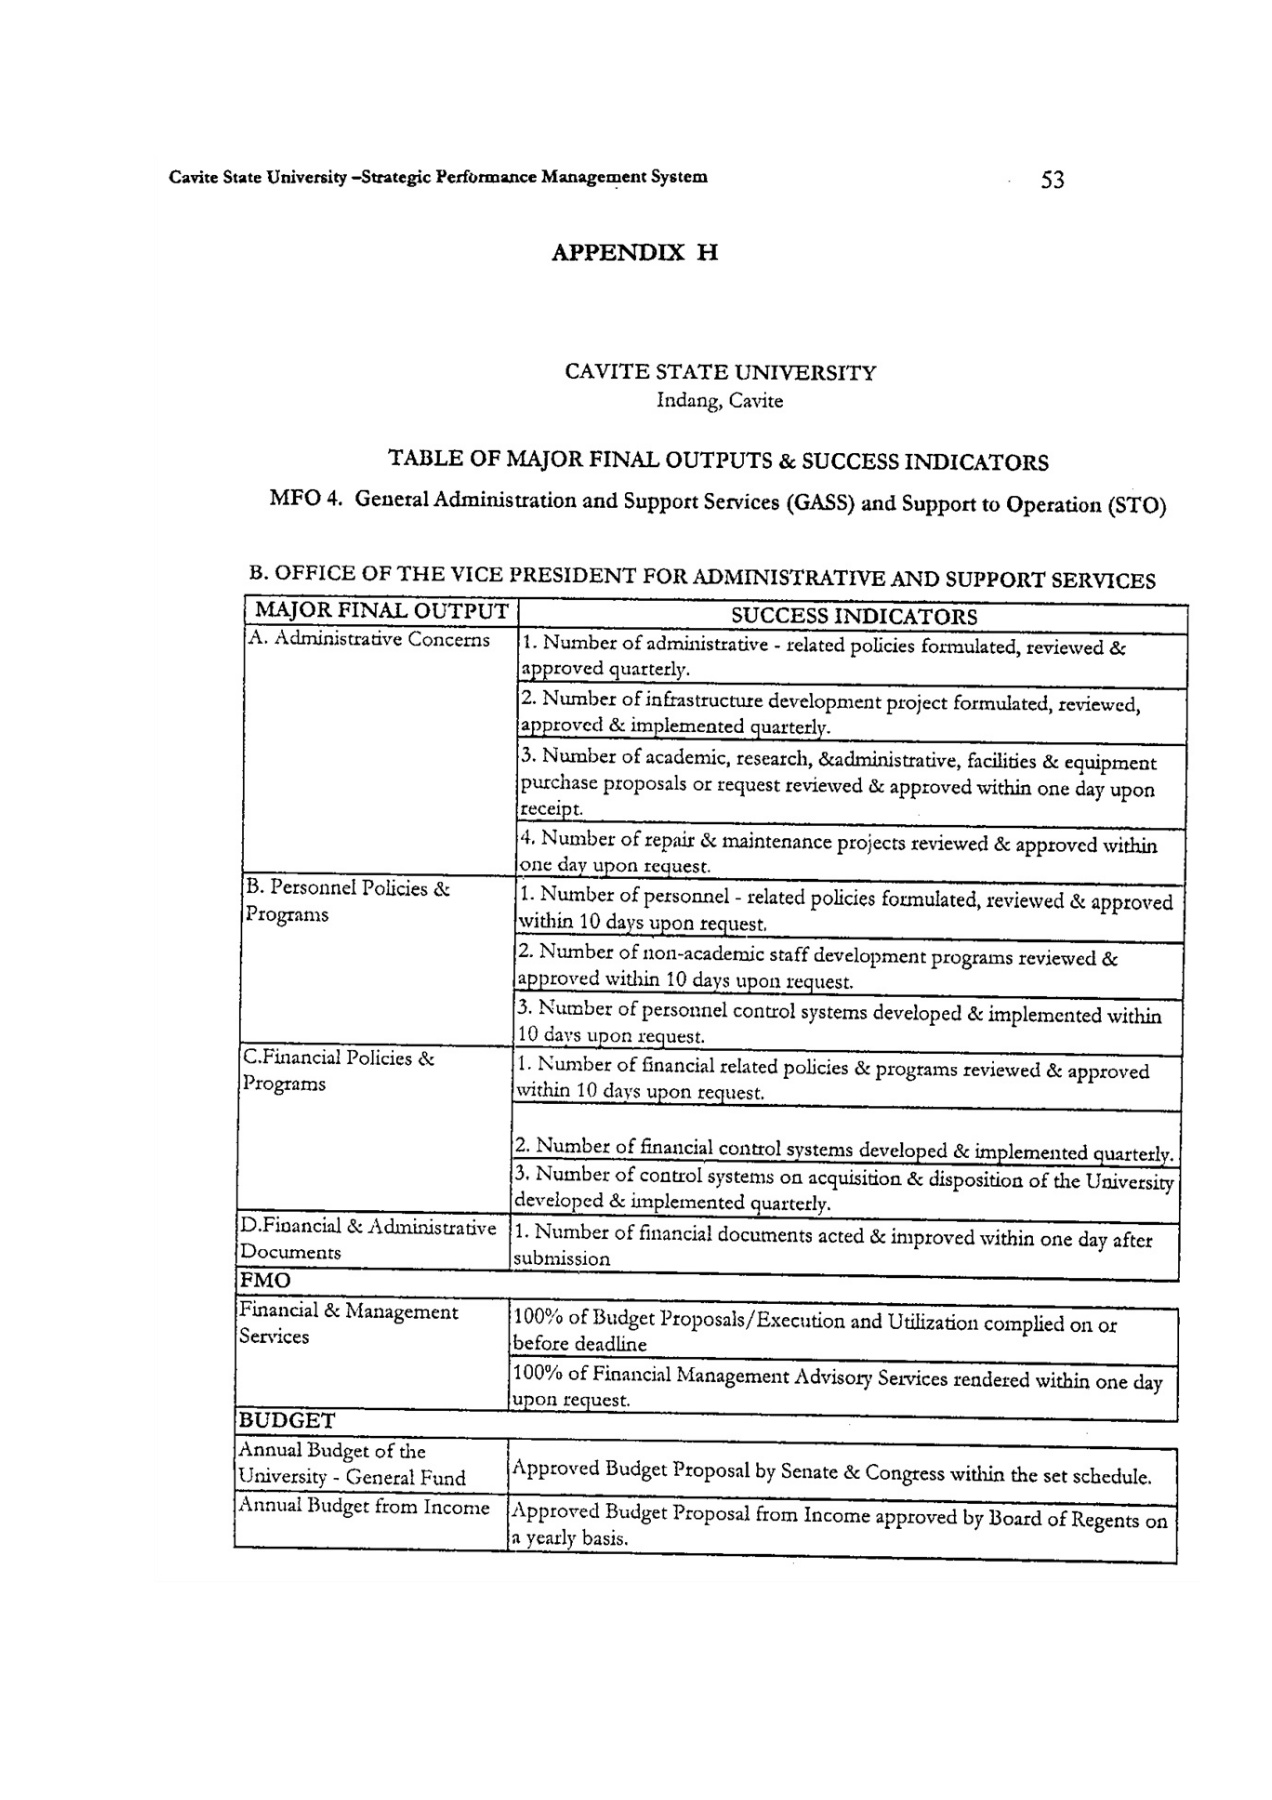 Cavite State University –Strategic Performance Management System 53
APPENDIX H
CAVITE STATE UNIVERSITY
Indang, Cavite
TABLE OF MAJOR FINAL OUTPUTS & SUCCESS INDICATORS
MFO 4. General Administration and Support Services (GASS) and Support to Operation (STO)
B. OFFICE OF THE VICE PRESIDENT FOR ADMINISTRATIVE AND SUPPORT SERVICES
MAJOR FINAL OUTPUT
SUCCESS INDICATORS
A. Administrative Concerns
1. Number of administrative - related policies formulated, reviewed &
approved quarterly.
2. Number of infrastructure development project formulated, reviewed,
approved & implemented quarterly.
3. Number of academic, research, &administrative, facilities & equipment
purchase proposals or request reviewed & approved within one day upon
receipt.
4. Number of repair & maintenance projects reviewed & approved within
one day upon request.
B. Personnel Policies &
Programs
1. Number of personnel - related policies formulated, reviewed & approved
within 10 days upon request.
2. Number of non-academic staff development programs reviewed &
approved within 10 days upon request.
3. Number of personnel control systems developed & implemented within
10 days upon request.
C.Financial Policies &
Programs
1. Number of financial related policies & programs reviewed & approved
within 10 days upon request.
2. Number of financial control systems developed & implemented quarterly.
3. Number of control systems on acquisition & disposition of the University
developed & implemented quarterly.
D.Financial & Administrative
Documents
1. Number of financial documents acted & improved within one day after
submission
FMO
Financial & Management
Services
100% of Budget Proposals/Execution and Utilization complied on or
before deadline
100% of Financial Management Advisory Services rendered within one day
upon request.
BUDGET
Annual Budget of the
University - General Fund
Approved Budget Proposal by Senate & Congress within the set schedule.
Annual Budget from Income
Approved Budget Proposal from Income approved by Board of Regents on
a yearly basis.